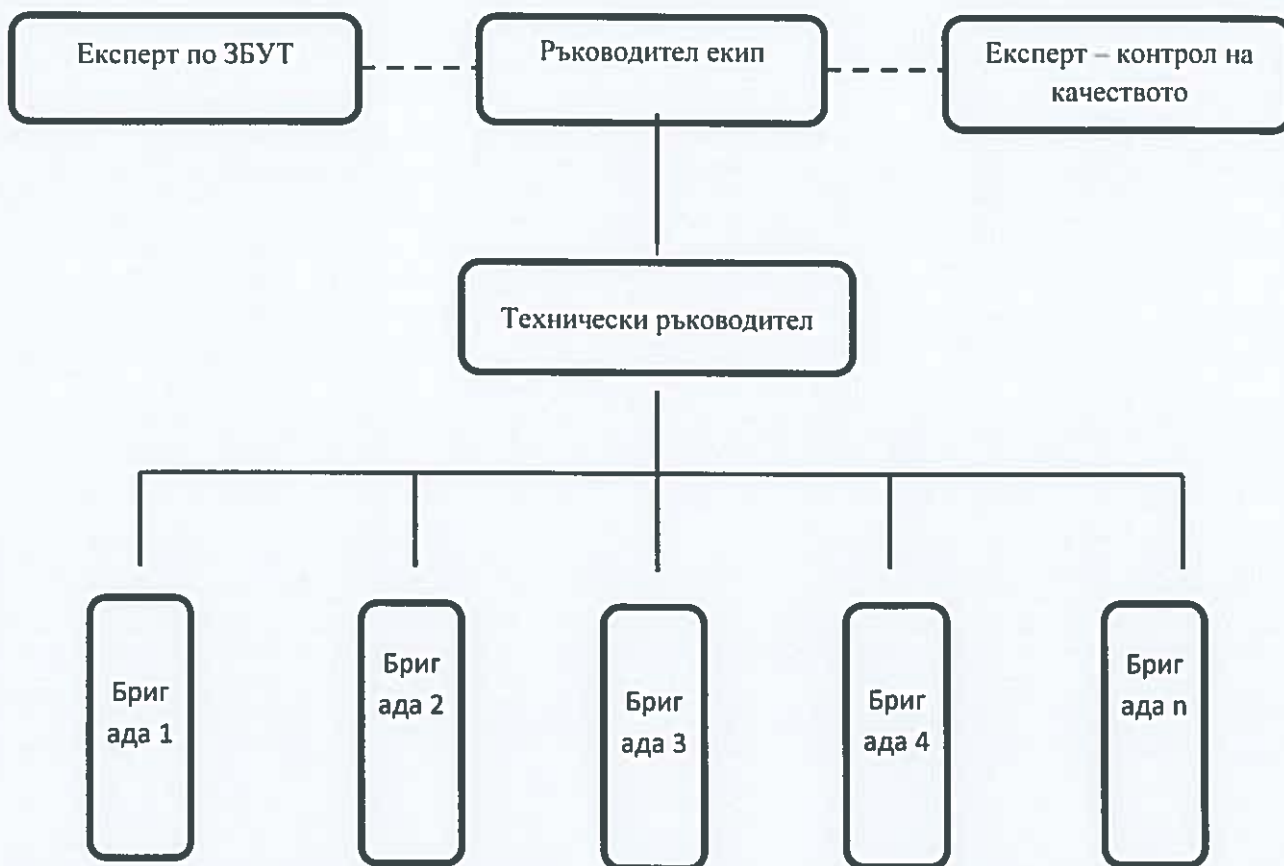 Експерт по ЗБУТ
Ръководител екип
Експерт – контрол на
качеството
Технически ръководител
Бриг
ада 1
Бриг
ада 2
Бриг
ада 3
Бриг
ада 4
Бриг
ада n